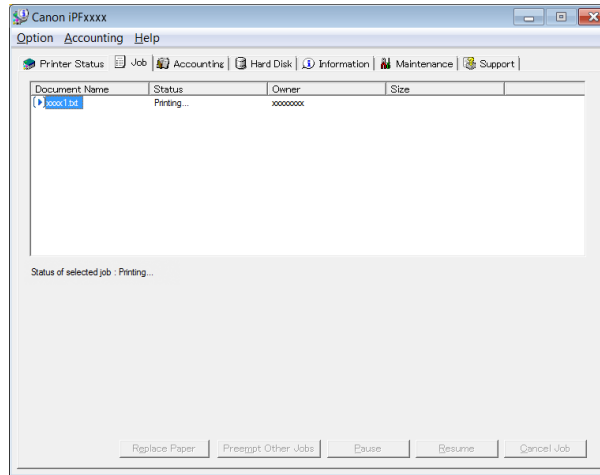 Canon iPFxxxx
Option Accounting Help
Printer Status Job Accounting Hard Disk Information Maintenance Support
Document Name Status Owner Size
xxxx1.txt Printing... xxxxxxxx
Status of selected job : Printing...
Replace Paper Preempt Other Jobs Pause Resume Cancel Job